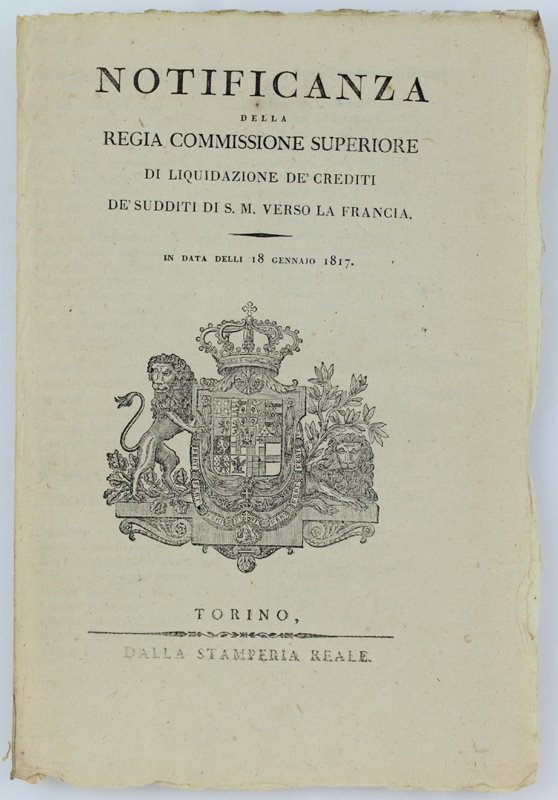 NOTIFICANZA
DELLA
REGIA COMMISSIONE SUPERIORE
DI LIQUIDAZIONE DE' CREDITI
DE' SUDDITI DI S. M. VERSO LA FRANCIA.
IN DATA DELLI 18 GENNAJO 1817.
TORINO,
DALLA STAMPERIA REALE.